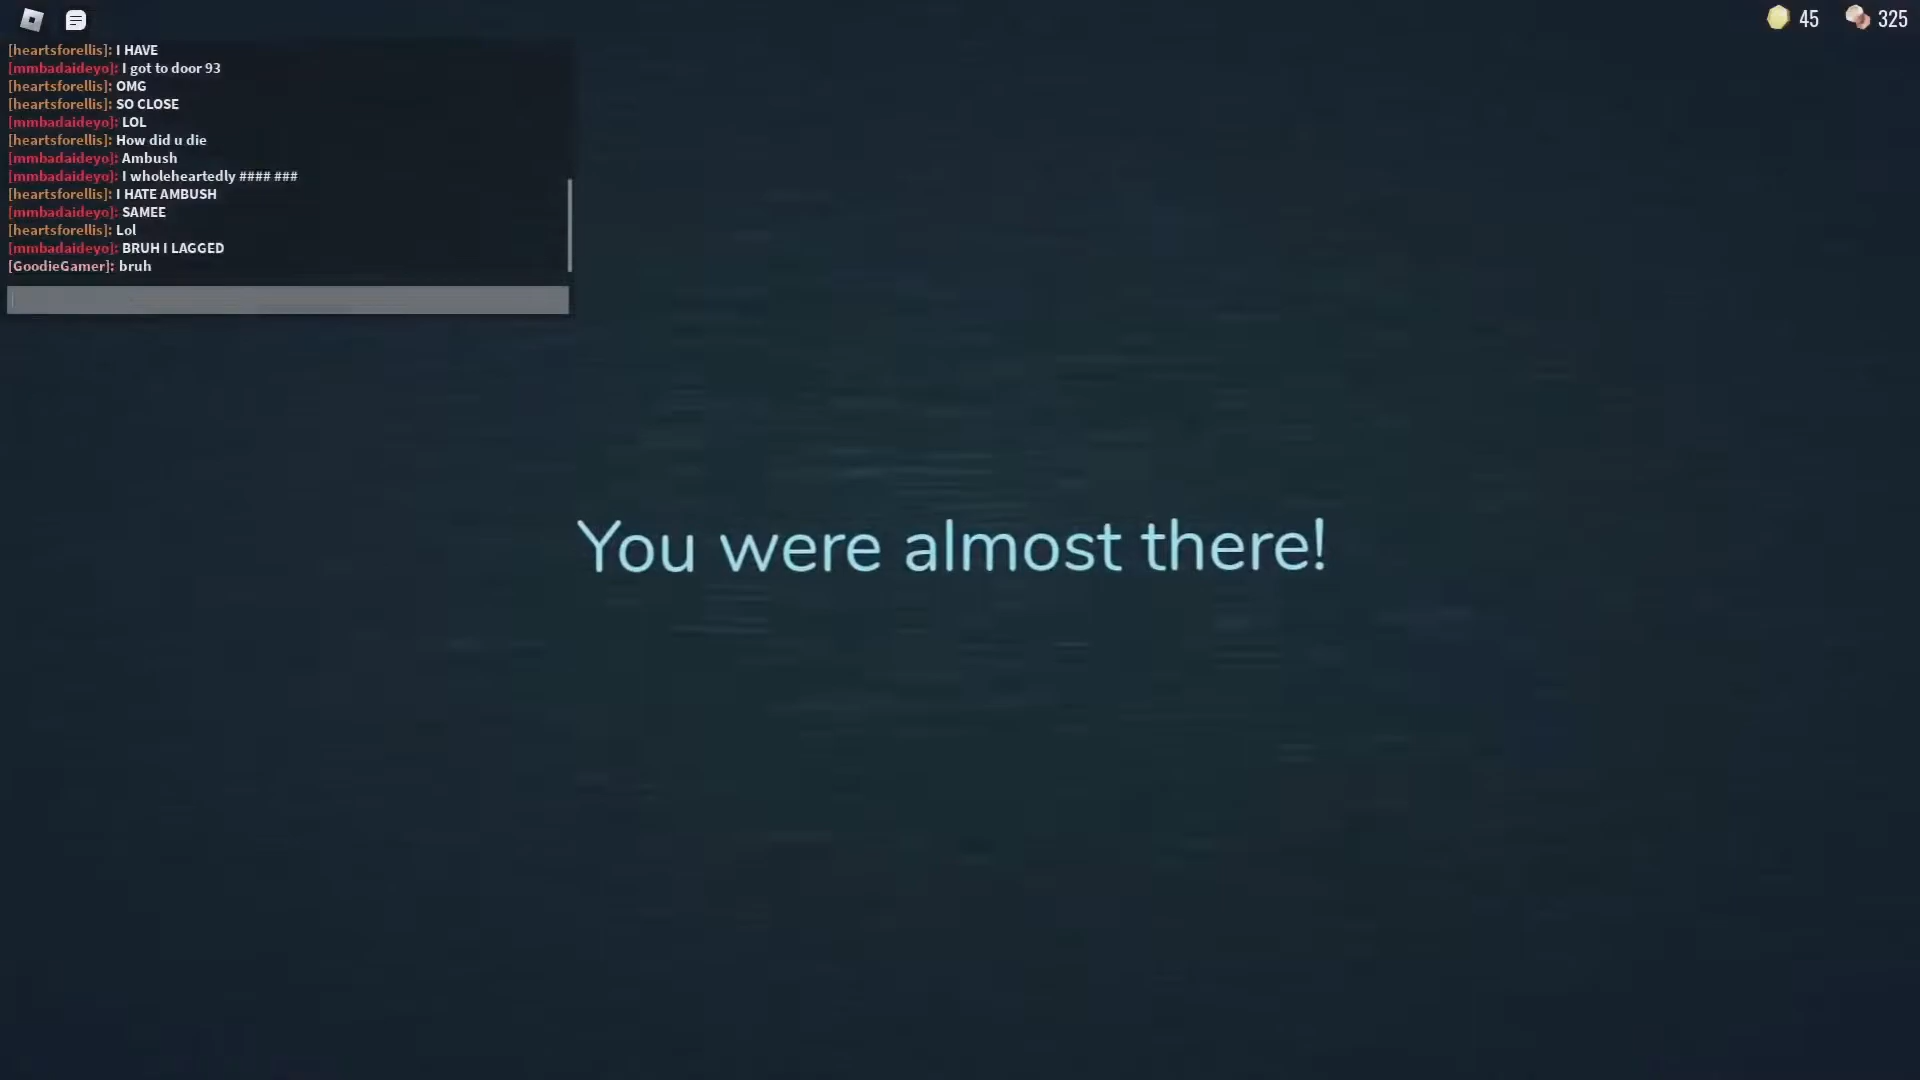 45 325
[heartsforellis]: I HAVE
[mmbadaideyo]: I got to door 93
[heartsforellis]: OMG
[heartsforellis]: SO CLOSE
[mmbadaideyo]: LOL
[heartsforellis]: How did u die
[mmbadaideyo]: Ambush
[mmbadaideyo]: I wholeheartedly #### ###
[heartsforellis]: I HATE AMBUSH
[mmbadaideyo]: SAMEE
[heartsforellis]: Lol
[mmbadaideyo]: BRUH I LAGGED
[GoodieGamer]: bruh
You were almost there!